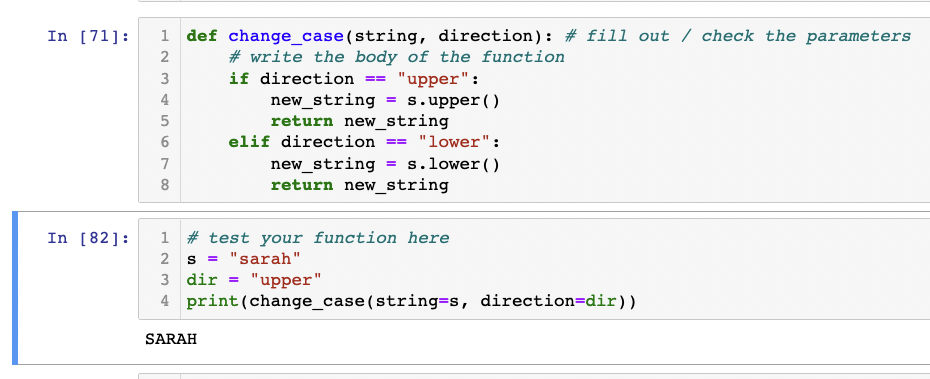 In [71]:
1 def change_case(string, direction): # fill out / check the parameters
2     # write the body of the function
3     if direction == "upper":
4         new_string = s.upper()
5         return new_string
6     elif direction == "lower":
7         new_string = s.lower()
8         return new_string
In [82]:
1 # test your function here
2 s = "sarah"
3 dir = "upper"
4 print(change_case(string=s, direction=dir))
SARAH